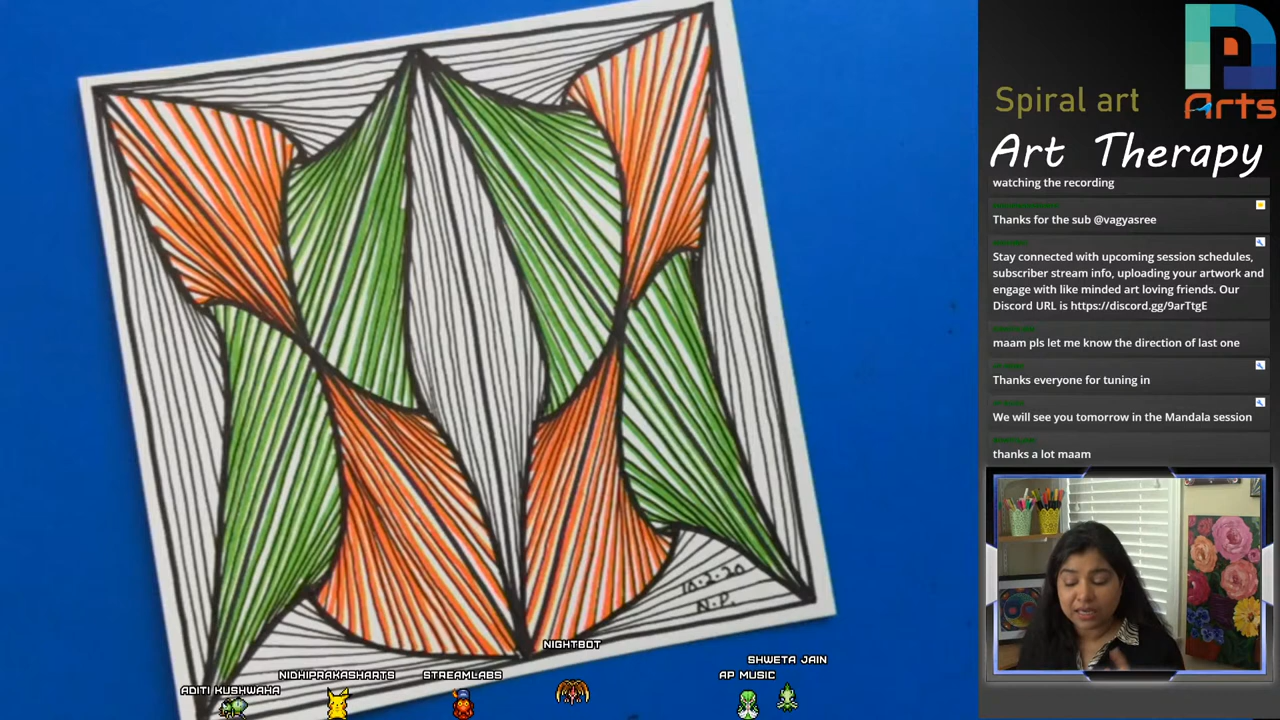 Arts
Spiral art
Art Therapy
watching the recording
Thanks for the sub @vagyasree
Stay connected with upcoming session schedules,
subscriber stream info, uploading your artwork and
engage with like minded art loving friends. Our
Discord URL is https://discord.gg/9arTtgE
maam pls let me know the direction of last one
Thanks everyone for tuning in
We will see you tomorrow in the Mandala session
thanks a lot maam
10.2.20
N.P.
NIGHTBOT
SHWETA JAIN
NIDHIPRAKASHARTS
STREAMLABS
AP MUSIC
ADITI KUSHWAHA